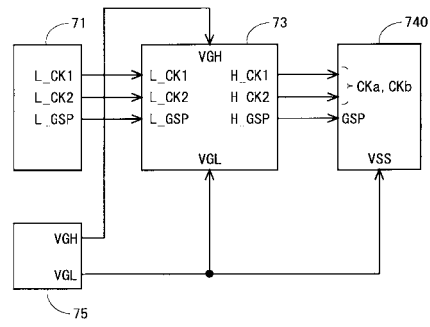 71 73 740
VGH
L_CK1 L_CK1 H_CK1
L_CK2 L_CK2 H_CK2 CKa, CKb
L_GSP L_GSP H_GSP GSP
VGL VSS
VGH
VGL
75